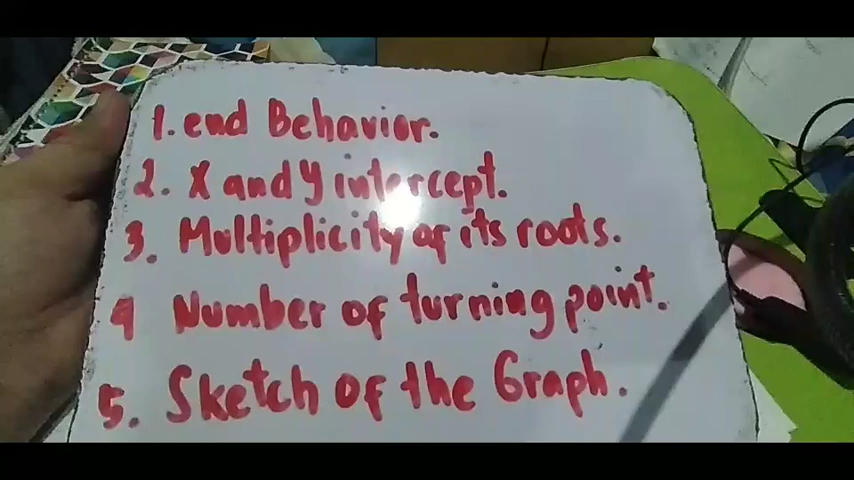 1. end Behavior.
2. X and y intercept.
3. Multiplicity of its roots.
4 Number of turning point.
5. Sketch of the Graph.